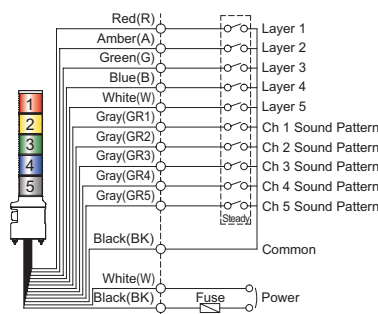 Red(R) Layer 1
Amber(A) Layer 2
Green(G) Layer 3
Blue(B) Layer 4
White(W) Layer 5
Gray(GR1) Ch 1 Sound Pattern
Gray(GR2) Ch 2 Sound Pattern
Gray(GR3) Ch 3 Sound Pattern
Gray(GR4) Ch 4 Sound Pattern
Gray(GR5) Ch 5 Sound Pattern
Steady
1
2
3
4
5
Black(BK) Common
White(W)
Black(BK) Fuse Power